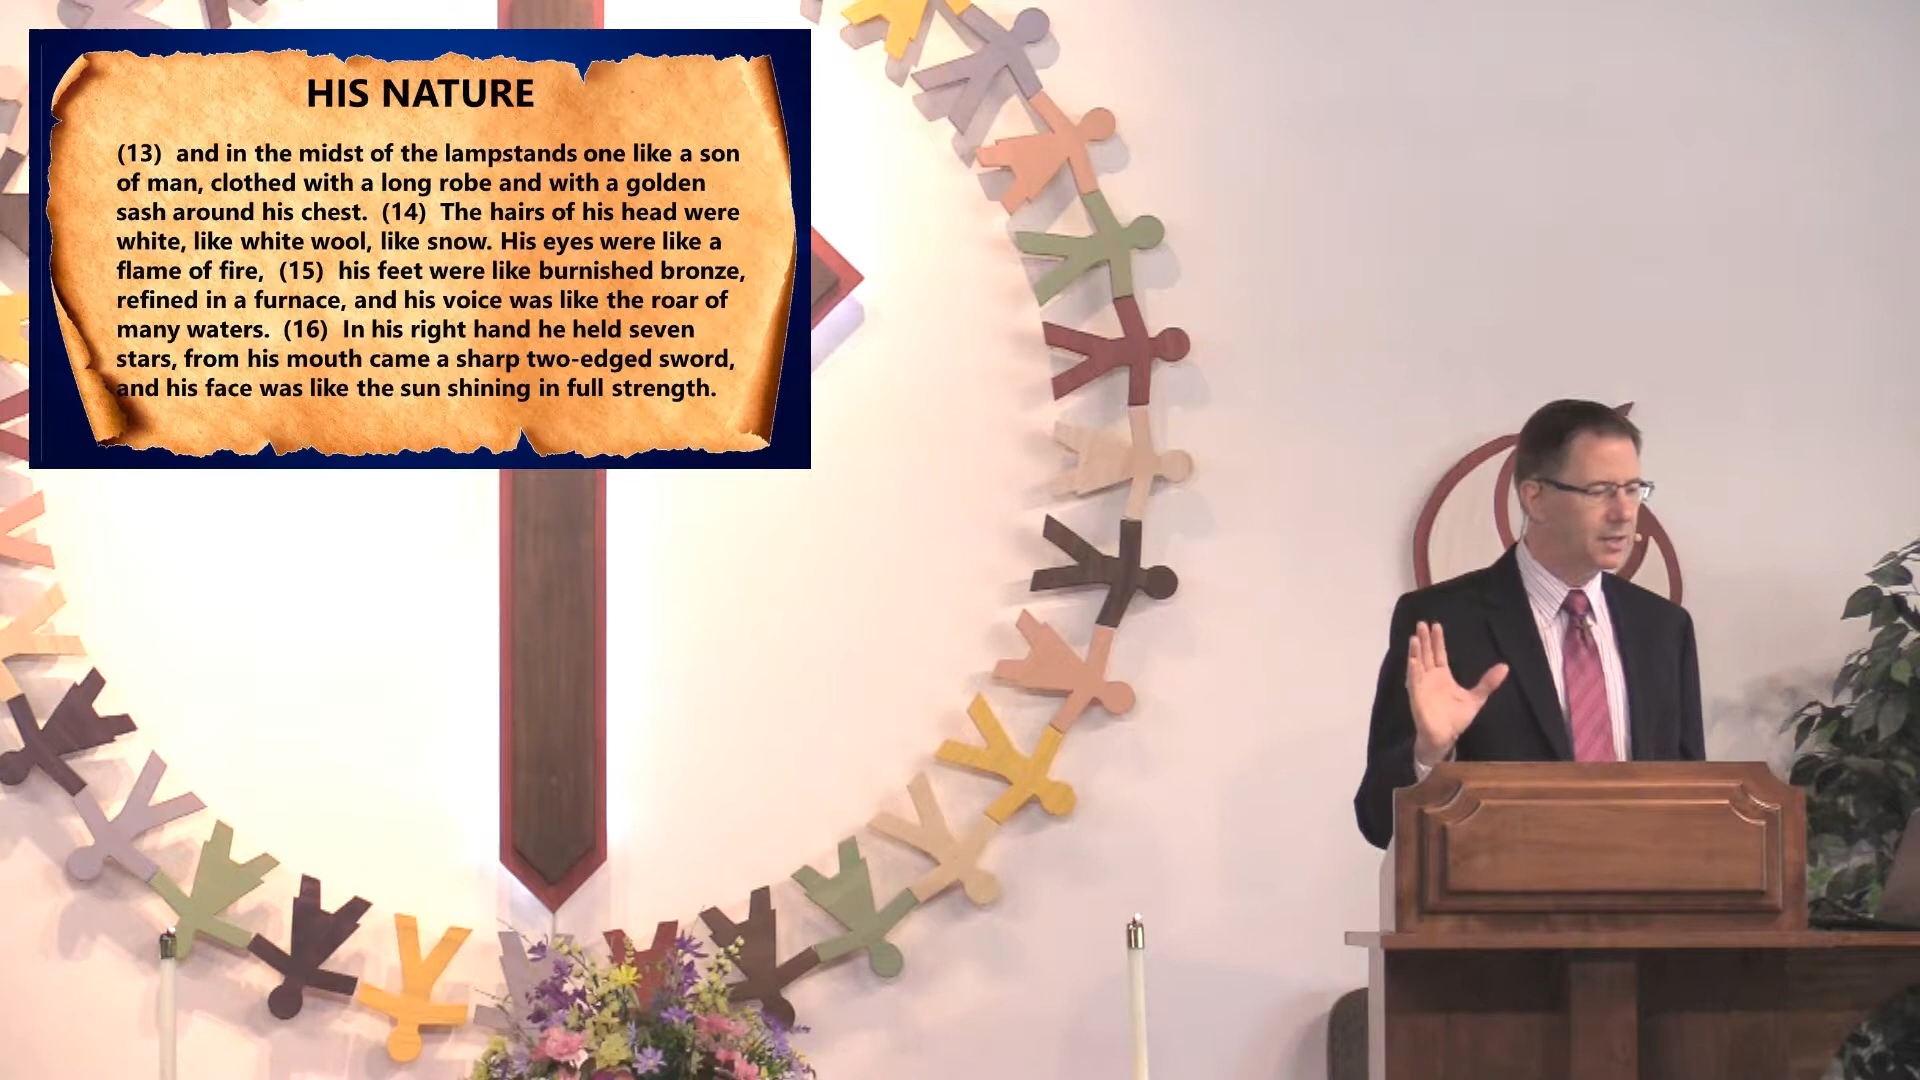 HIS NATURE
(13) and in the midst of the lampstands one like a son
of man, clothed with a long robe and with a golden
sash around his chest. (14) The hairs of his head were
white, like white wool, like snow. His eyes were like a
flame of fire, (15) his feet were like burnished bronze,
refined in a furnace, and his voice was like the roar of
many waters. (16) In his right hand he held seven
stars, from his mouth came a sharp two-edged sword,
and his face was like the sun shining in full strength.